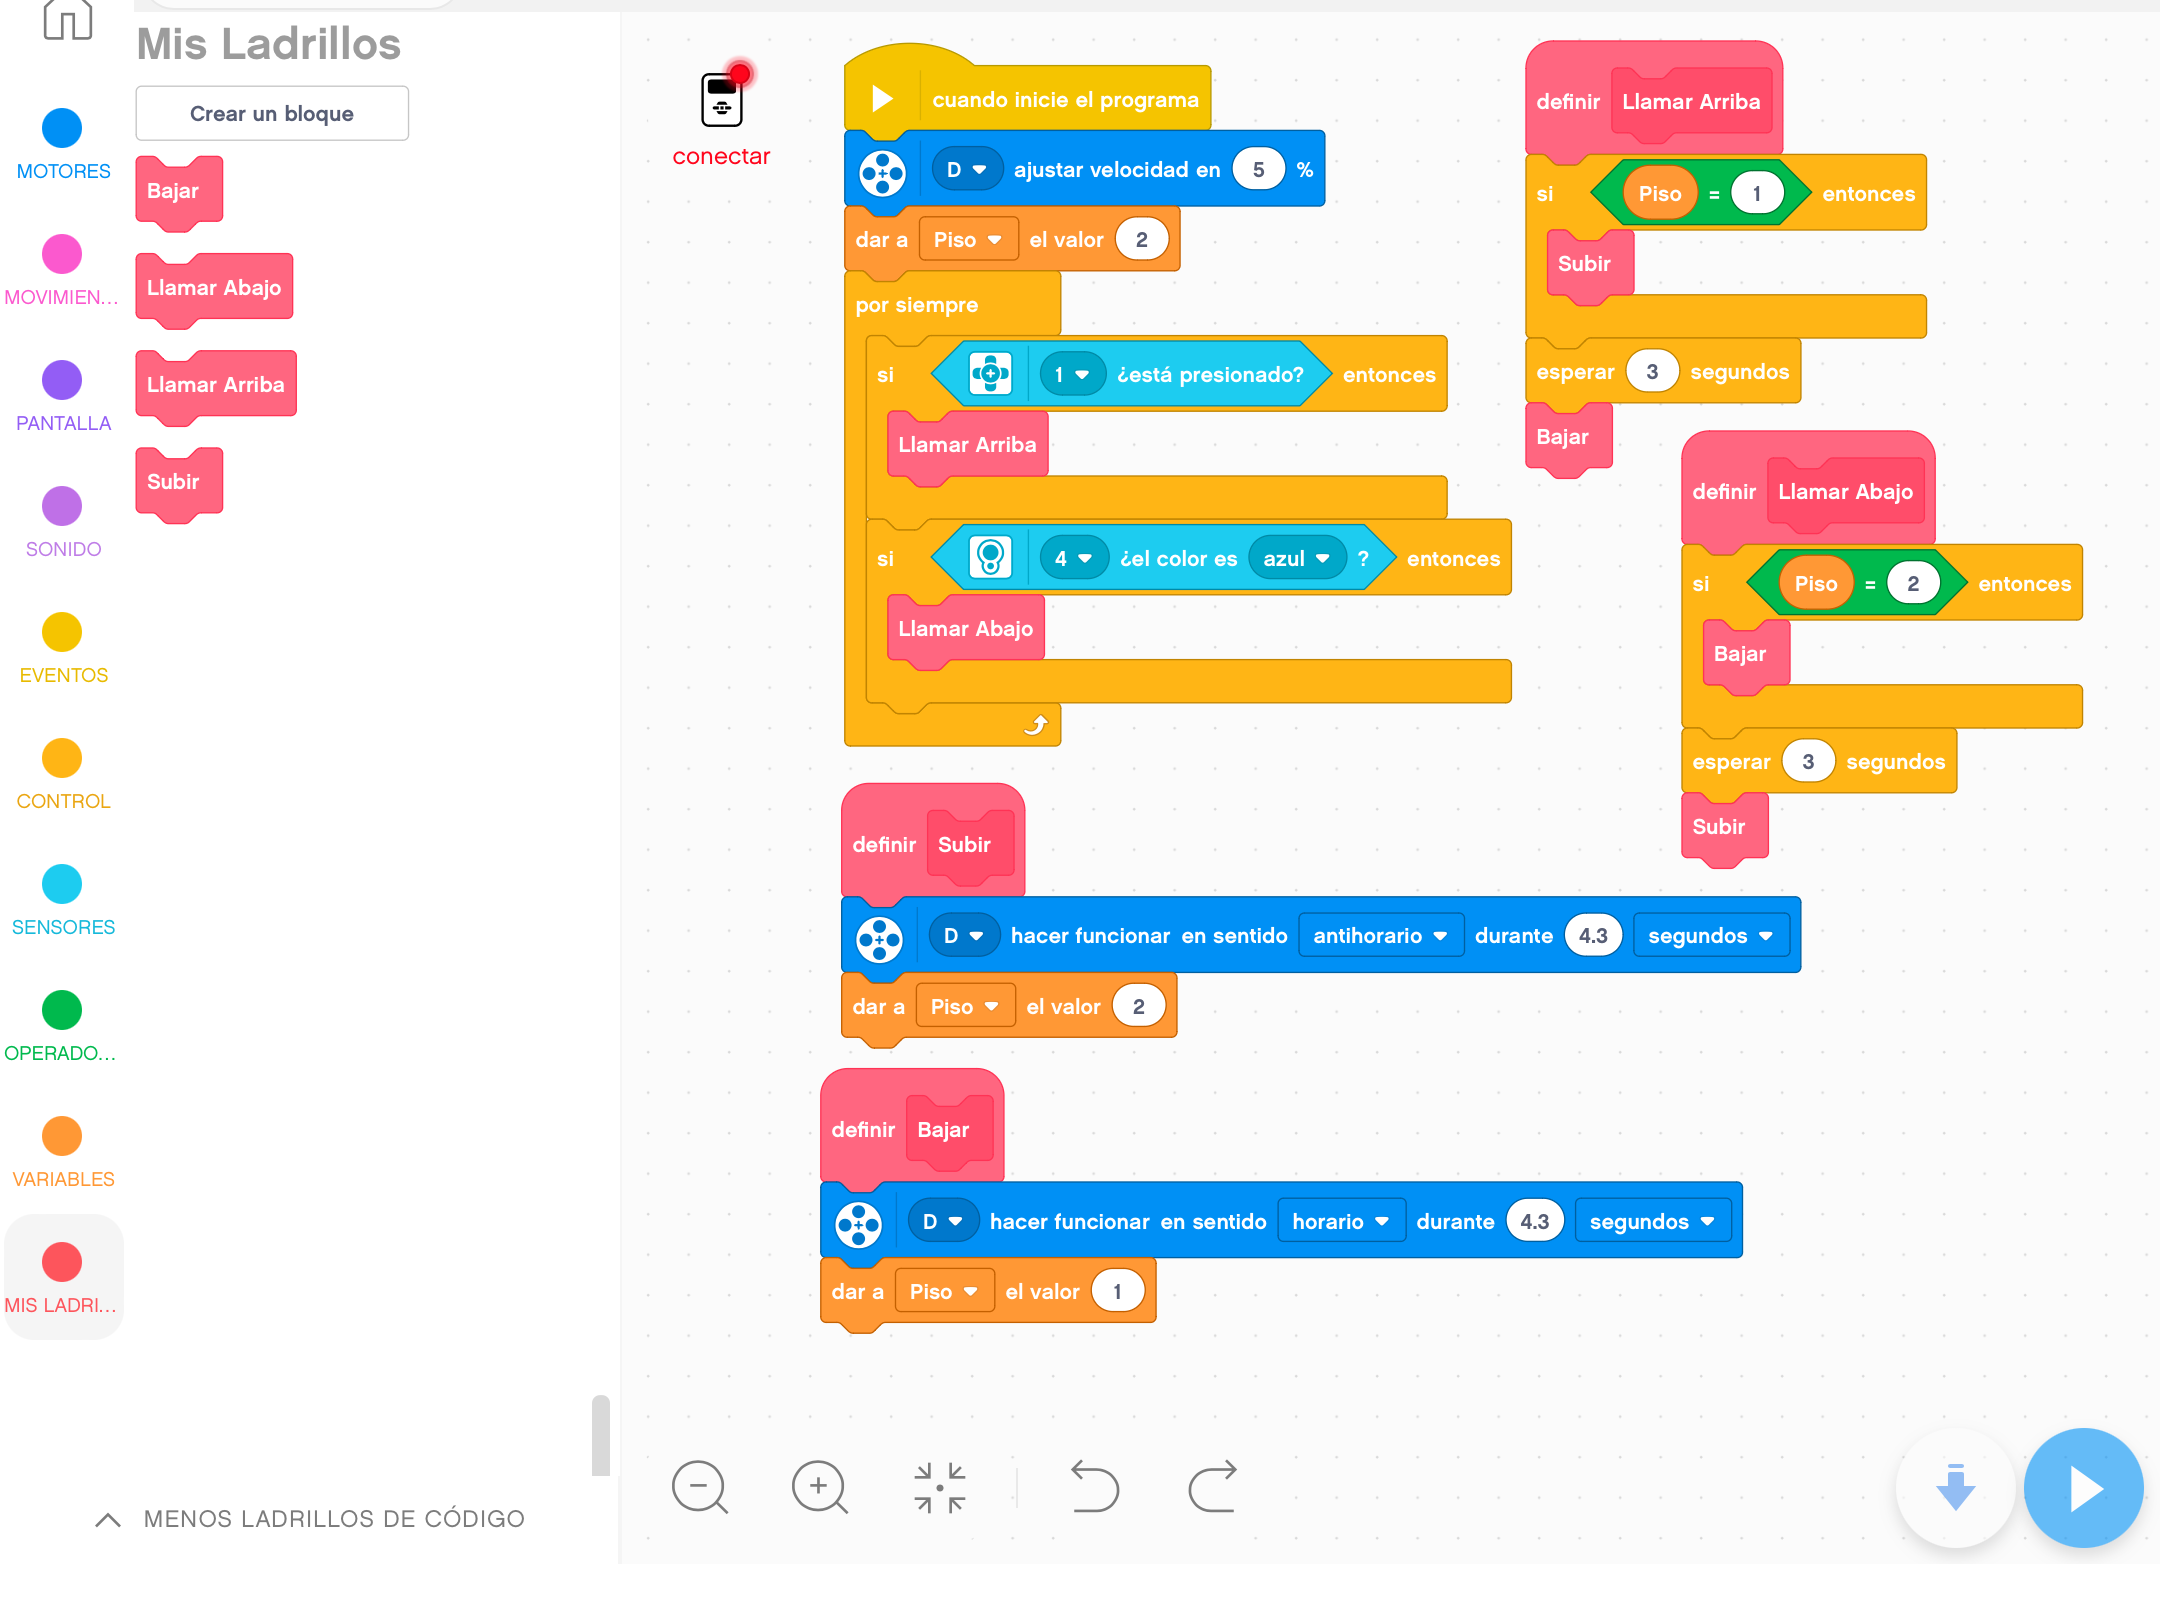 Mis Ladrillos
Crear un bloque
Bajar
Llamar Abajo
Llamar Arriba
Subir
MOTORES
MOVIMIEN...
PANTALLA
SONIDO
EVENTOS
CONTROL
SENSORES
OPERADO...
VARIABLES
MIS LADRI...
MENOS LADRILLOS DE CÓDIGO
conectar
cuando inicie el programa
D ajustar velocidad en 5 %
dar a Piso el valor 2
por siempre
si 1 ¿está presionado? entonces
Llamar Arriba
si 4 ¿el color es azul ? entonces
Llamar Abajo
definir Subir
D hacer funcionar en sentido antihorario durante 4.3 segundos
dar a Piso el valor 2
definir Bajar
D hacer funcionar en sentido horario durante 4.3 segundos
dar a Piso el valor 1
definir Llamar Arriba
si Piso = 1 entonces
Subir
esperar 3 segundos
Bajar
definir Llamar Abajo
si Piso = 2 entonces
Bajar
esperar 3 segundos
Subir